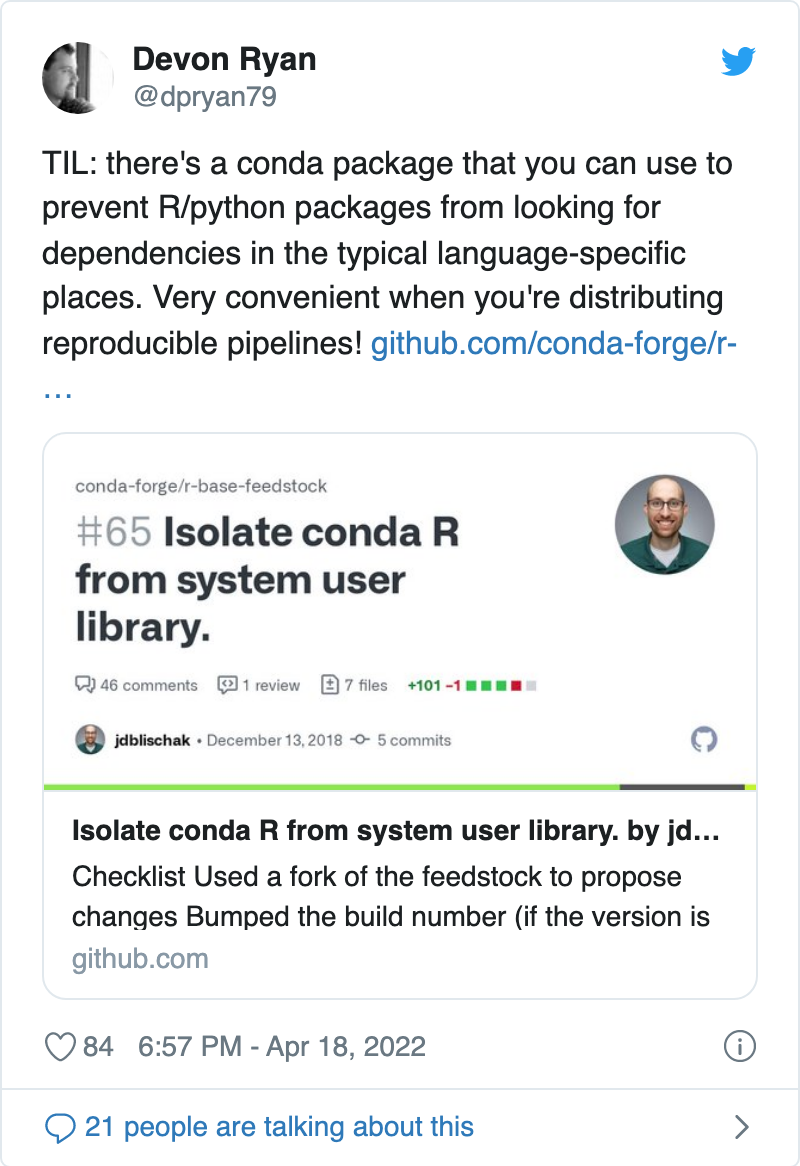 Devon Ryan
@dpryan79
TIL: there's a conda package that you can use to
prevent R/python packages from looking for
dependencies in the typical language-specific
places. Very convenient when you're distributing
reproducible pipelines! github.com/conda-forge/r-
…
conda-forge/r-base-feedstock
#65 Isolate conda R
from system user
library.
46 comments 1 review 7 files +101 −1
jdblischak • December 13, 2018 5 commits
Isolate conda R from system user library. by jd…
Checklist Used a fork of the feedstock to propose
changes Bumped the build number (if the version is
github.com
84 6:57 PM - Apr 18, 2022
21 people are talking about this